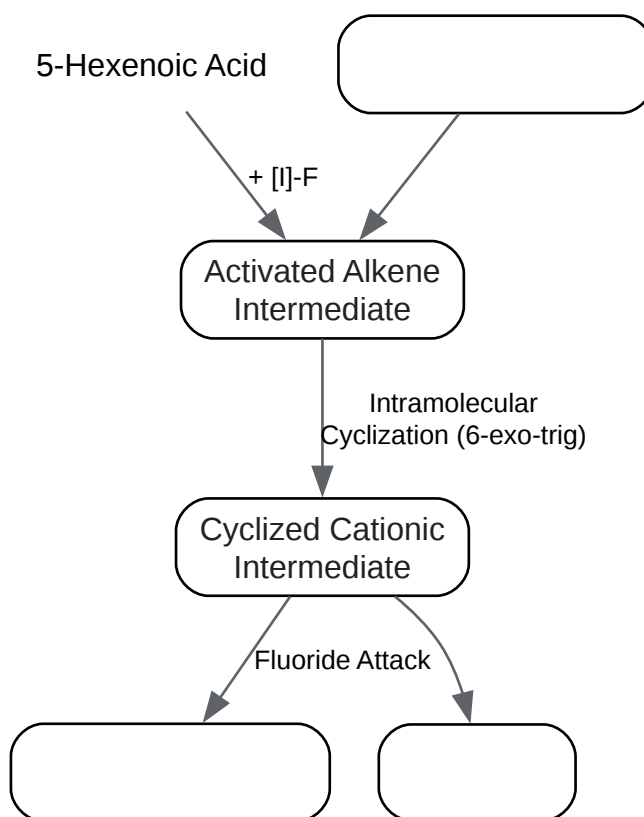 5-Hexenoic Acid
+ [I]-F
Activated Alkene
Intermediate
Intramolecular
Cyclization (6-exo-trig)
Cyclized Cationic
Intermediate
Fluoride Attack